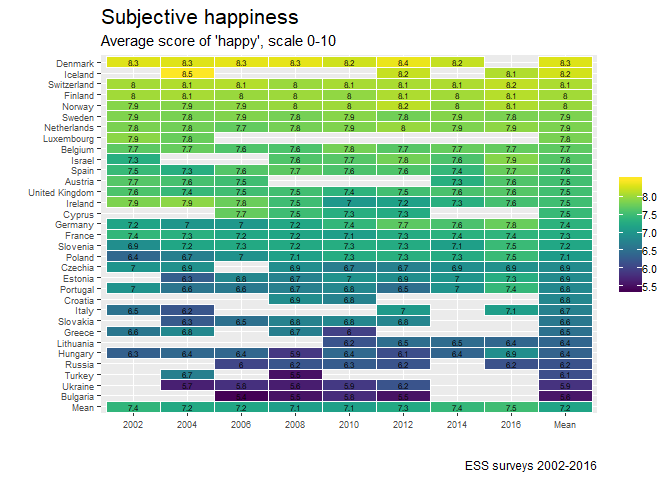 Subjective happiness
Average score of 'happy', scale 0-10
Denmark 8.3 8.3 8.3 8.3 8.2 8.4 8.2 8.3
Iceland 8.5 8.2 8.1 8.2
Switzerland 8 8.1 8.1 8 8.1 8.1 8.2 8.1
Finland 8 8.1 8 8 8.1 8.1 8 8.1 8.1
Norway 7.9 7.9 7.9 8 8 8.2 8 8.1 8
Sweden 7.9 7.8 7.9 7.8 7.9 7.8 7.9 7.8 7.9
Netherlands 7.8 7.8 7.7 7.8 7.9 8 7.9 7.9 7.9
Luxembourg 7.9 7.8 7.8
Belgium 7.7 7.7 7.6 7.6 7.8 7.7 7.7 7.7 7.7
Israel 7.3 7.6 7.7 7.8 7.6 7.9 7.6
Spain 7.5 7.3 7.6 7.7 7.6 7.6 7.4 7.7 7.6
Austria 7.7 7.6 7.5 7.3 7.6 7.5
United Kingdom 7.6 7.4 7.5 7.5 7.4 7.5 7.6 7.6 7.5
Ireland 7.9 7.9 7.8 7.5 7 7.2 7.3 7.6 7.5
Cyprus 7.7 7.5 7.3 7.3 7.5
Germany 7.2 7 7 7.2 7.4 7.7 7.6 7.8 7.4
France 7.4 7.3 7.2 7.1 7.2 7.3 7.1 7.4 7.3
Slovenia 6.9 7.2 7.3 7.2 7.3 7.3 7.1 7.5 7.2
Poland 6.4 6.7 7 7.1 7.3 7.3 7.3 7.5 7.1
Czechia 7 6.9 6.9 6.7 6.7 6.9 6.9 6.9
Estonia 6.3 6.8 6.7 6.7 6.9 7 7.3 6.9
Portugal 7 6.6 6.6 6.7 6.8 6.5 7 7.4 6.8
Croatia 6.9 6.6 6.8
Italy 6.5 6.2 7 7.1 6.7
Slovakia 6.3 6.5 6.8 6.8 6.8 6.6
Greece 6.6 6.6 6.7 6 6.5
Lithuania 6.2 6.5 6.5 6.4 6.4
Hungary 6.3 6.4 6.4 5.9 6.4 6.1 6.4 6.9 6.4
Russia 6 6.2 6.3 6.2 6.2 6.2
Turkey 6.7 6.1
Ukraine 5.7 5.8 5.6 5.9 6.2 5.9
Bulgaria 5.5 5.8 5.5 5.6
Mean 7.4 7.2 7.2 7.1 7.1 7.3 7.4 7.5 7.2
2002 2004 2006 2008 2010 2012 2014 2016 Mean
8.0
7.5
7.0
6.5
6.0
5.5
ESS surveys 2002-2016